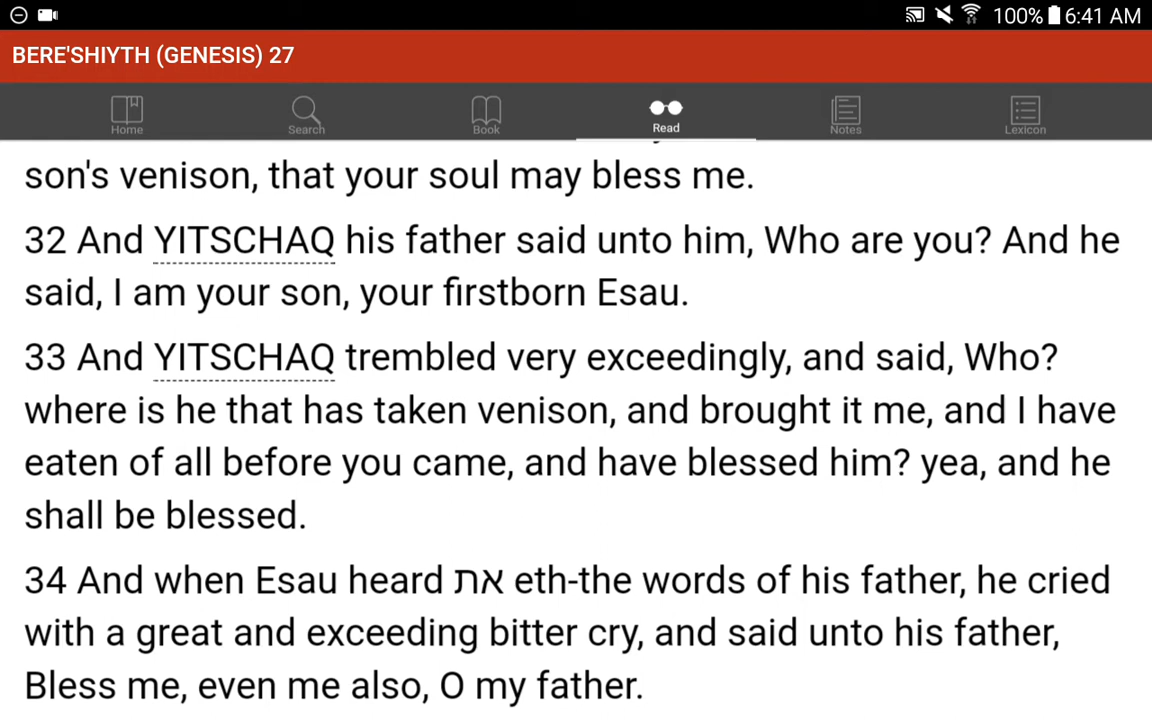 100% 6:41 AM
BERE'SHIYTH (GENESIS) 27
Home Search Book Read Notes Lexicon
son's venison, that your soul may bless me.
32 And YITSCHAQ his father said unto him, Who are you? And he
said, I am your son, your firstborn Esau.
33 And YITSCHAQ trembled very exceedingly, and said, Who?
where is he that has taken venison, and brought it me, and I have
eaten of all before you came, and have blessed him? yea, and he
shall be blessed.
34 And when Esau heard את eth-the words of his father, he cried
with a great and exceeding bitter cry, and said unto his father,
Bless me, even me also, O my father.